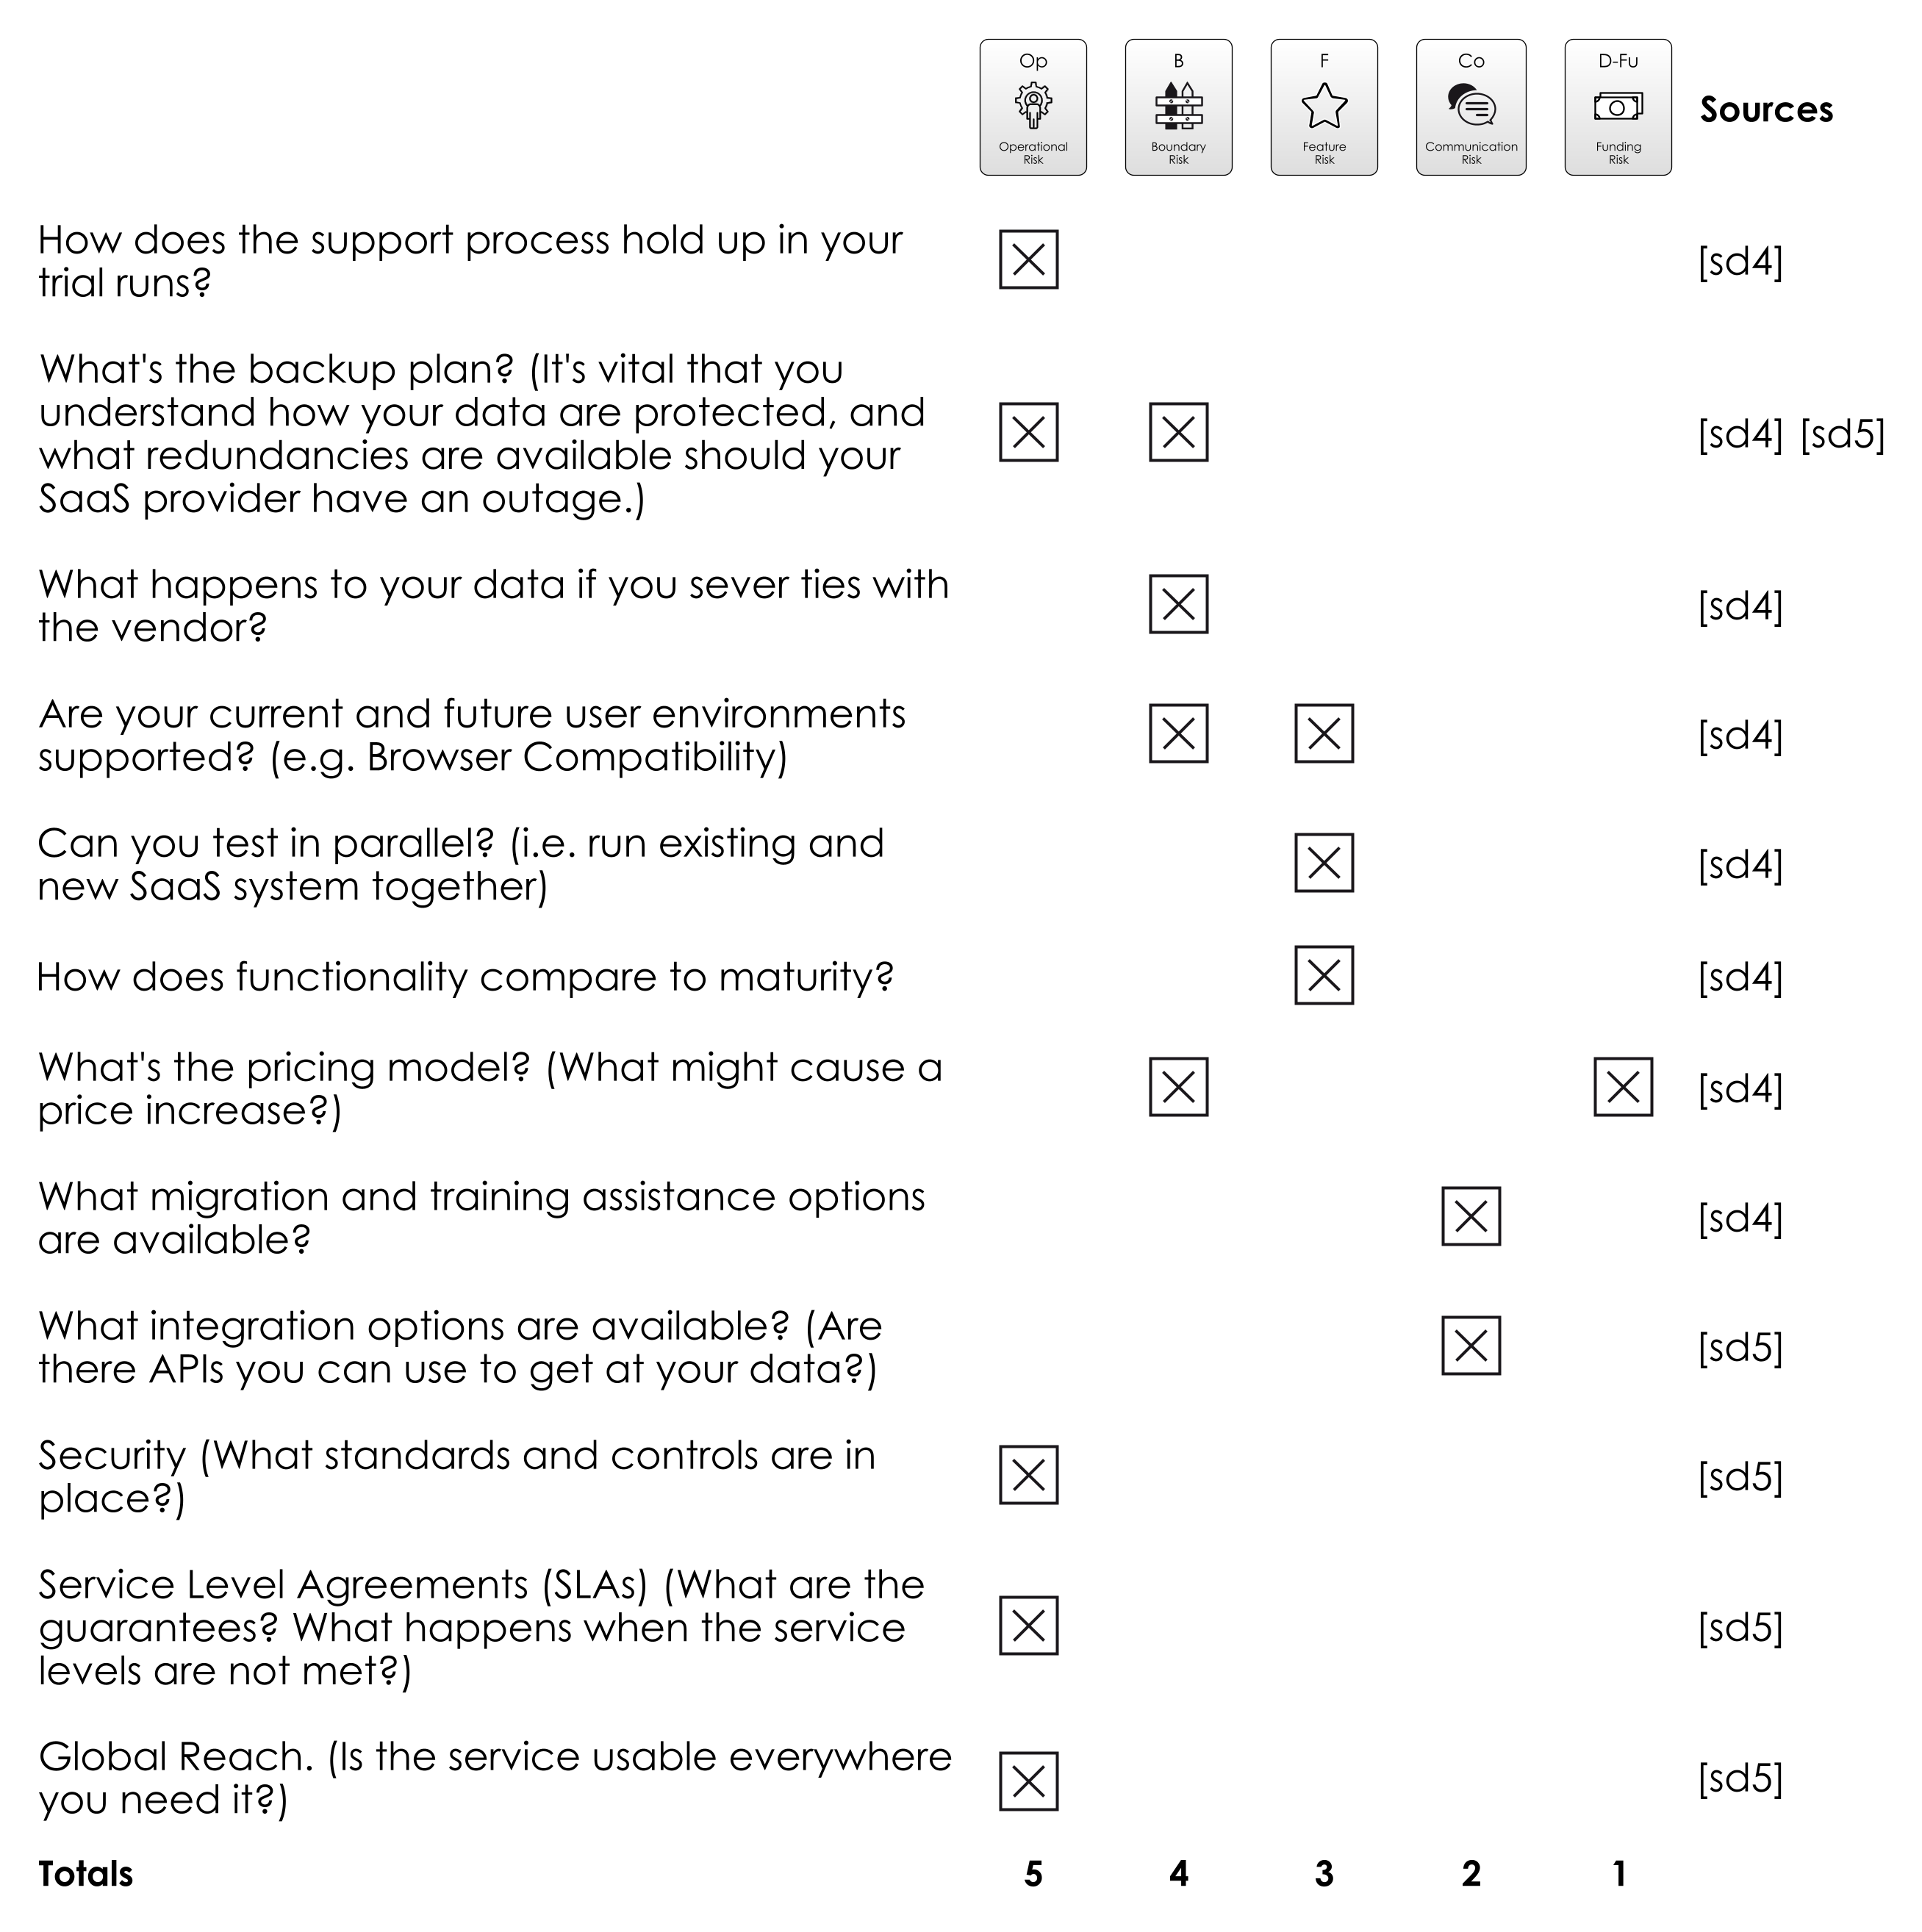 Op
Operational
Risk
B
Boundary
Risk
F
Feature
Risk
Co
Communication
Risk
D-Fu
Funding
Risk
Sources
How does the support process hold up in your
trial runs?
[sd4]
What's the backup plan? (It's vital that you
understand how your data are protected, and
what redundancies are available should your
SaaS provider have an outage.)
[sd4] [sd5]
What happens to your data if you sever ties with
the vendor?
[sd4]
Are your current and future user environments
supported? (e.g. Browser Compatibility)
[sd4]
Can you test in parallel? (i.e. run existing and
new SaaS system together)
[sd4]
How does functionality compare to maturity?
[sd4]
What's the pricing model? (What might cause a
price increase?)
[sd4]
What migration and training assistance options
are available?
[sd4]
What integration options are available? (Are
there APIs you can use to get at your data?)
[sd5]
Security (What standards and controls are in
place?)
[sd5]
Service Level Agreements (SLAs) (What are the
guarantees? What happens when the service
levels are not met?)
[sd5]
Global Reach. (Is the service usable everywhere
you need it?)
[sd5]
Totals 5 4 3 2 1